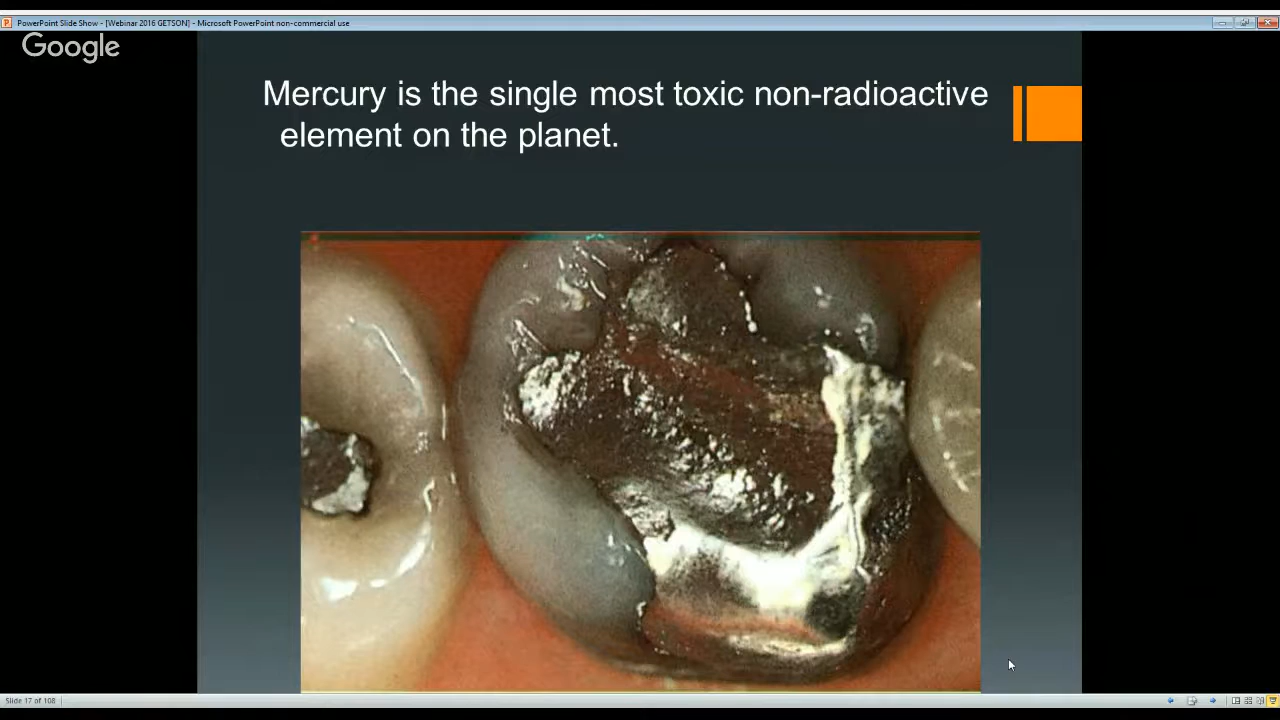 PowerPoint Slide Show - [Webinar 2016 GETSON] - Microsoft PowerPoint non-commercial use
Google
Mercury is the single most toxic non-radioactive
element on the planet.
Slide 17 of 108